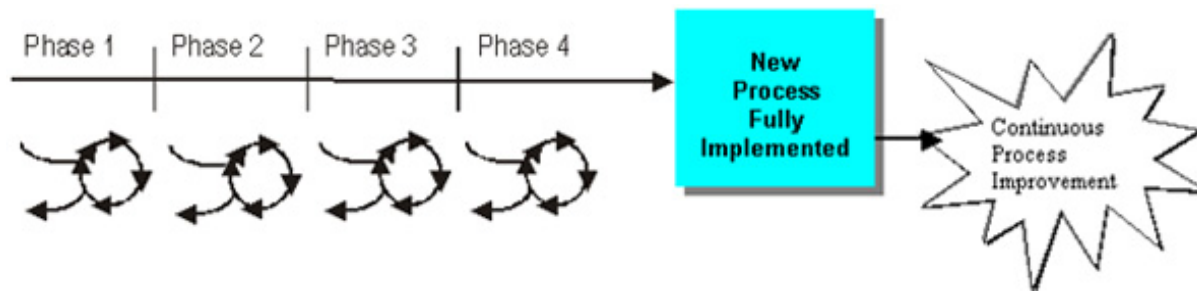 Phase 1 Phase 2 Phase 3 Phase 4
New
Process
Fully
Implemented
Continuous
Process
Improvement